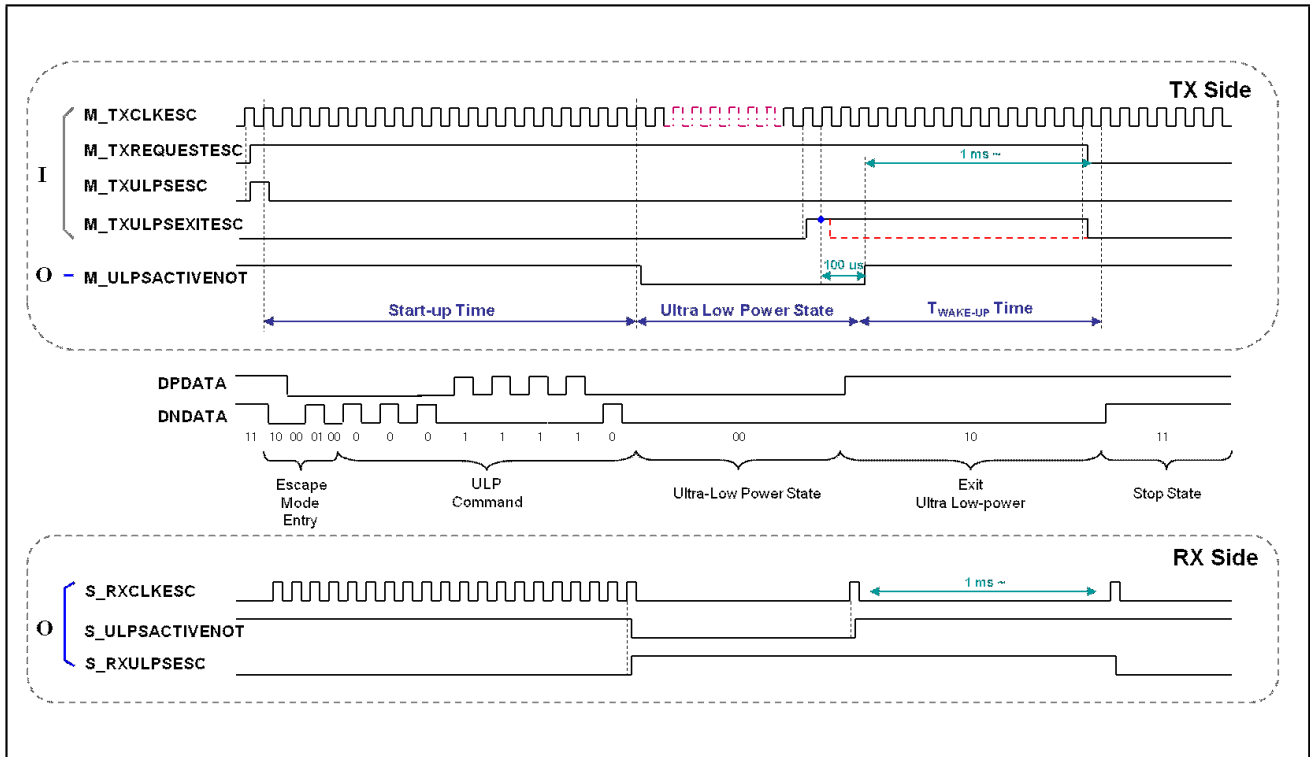 TX Side
M_TXCLKESC
M_TXREQUESTESC
1 ms ~
I
M_TXULPSESC
M_TXULPSEXITESC
O
M_ULPSACTIVENOT
100 us
Start-up Time
Ultra Low Power State
TWAKE-UP Time
DPDATA
DNDATA
11 10 00 01 00 0 0 0 1 1 1 1 0 00 10 11
Escape
Mode
Entry
ULP
Command
Ultra-Low Power State
Exit
Ultra Low-power
Stop State
RX Side
S_RXCLKESC
1 ms ~
O
S_ULPSACTIVENOT
S_RXULPSESC